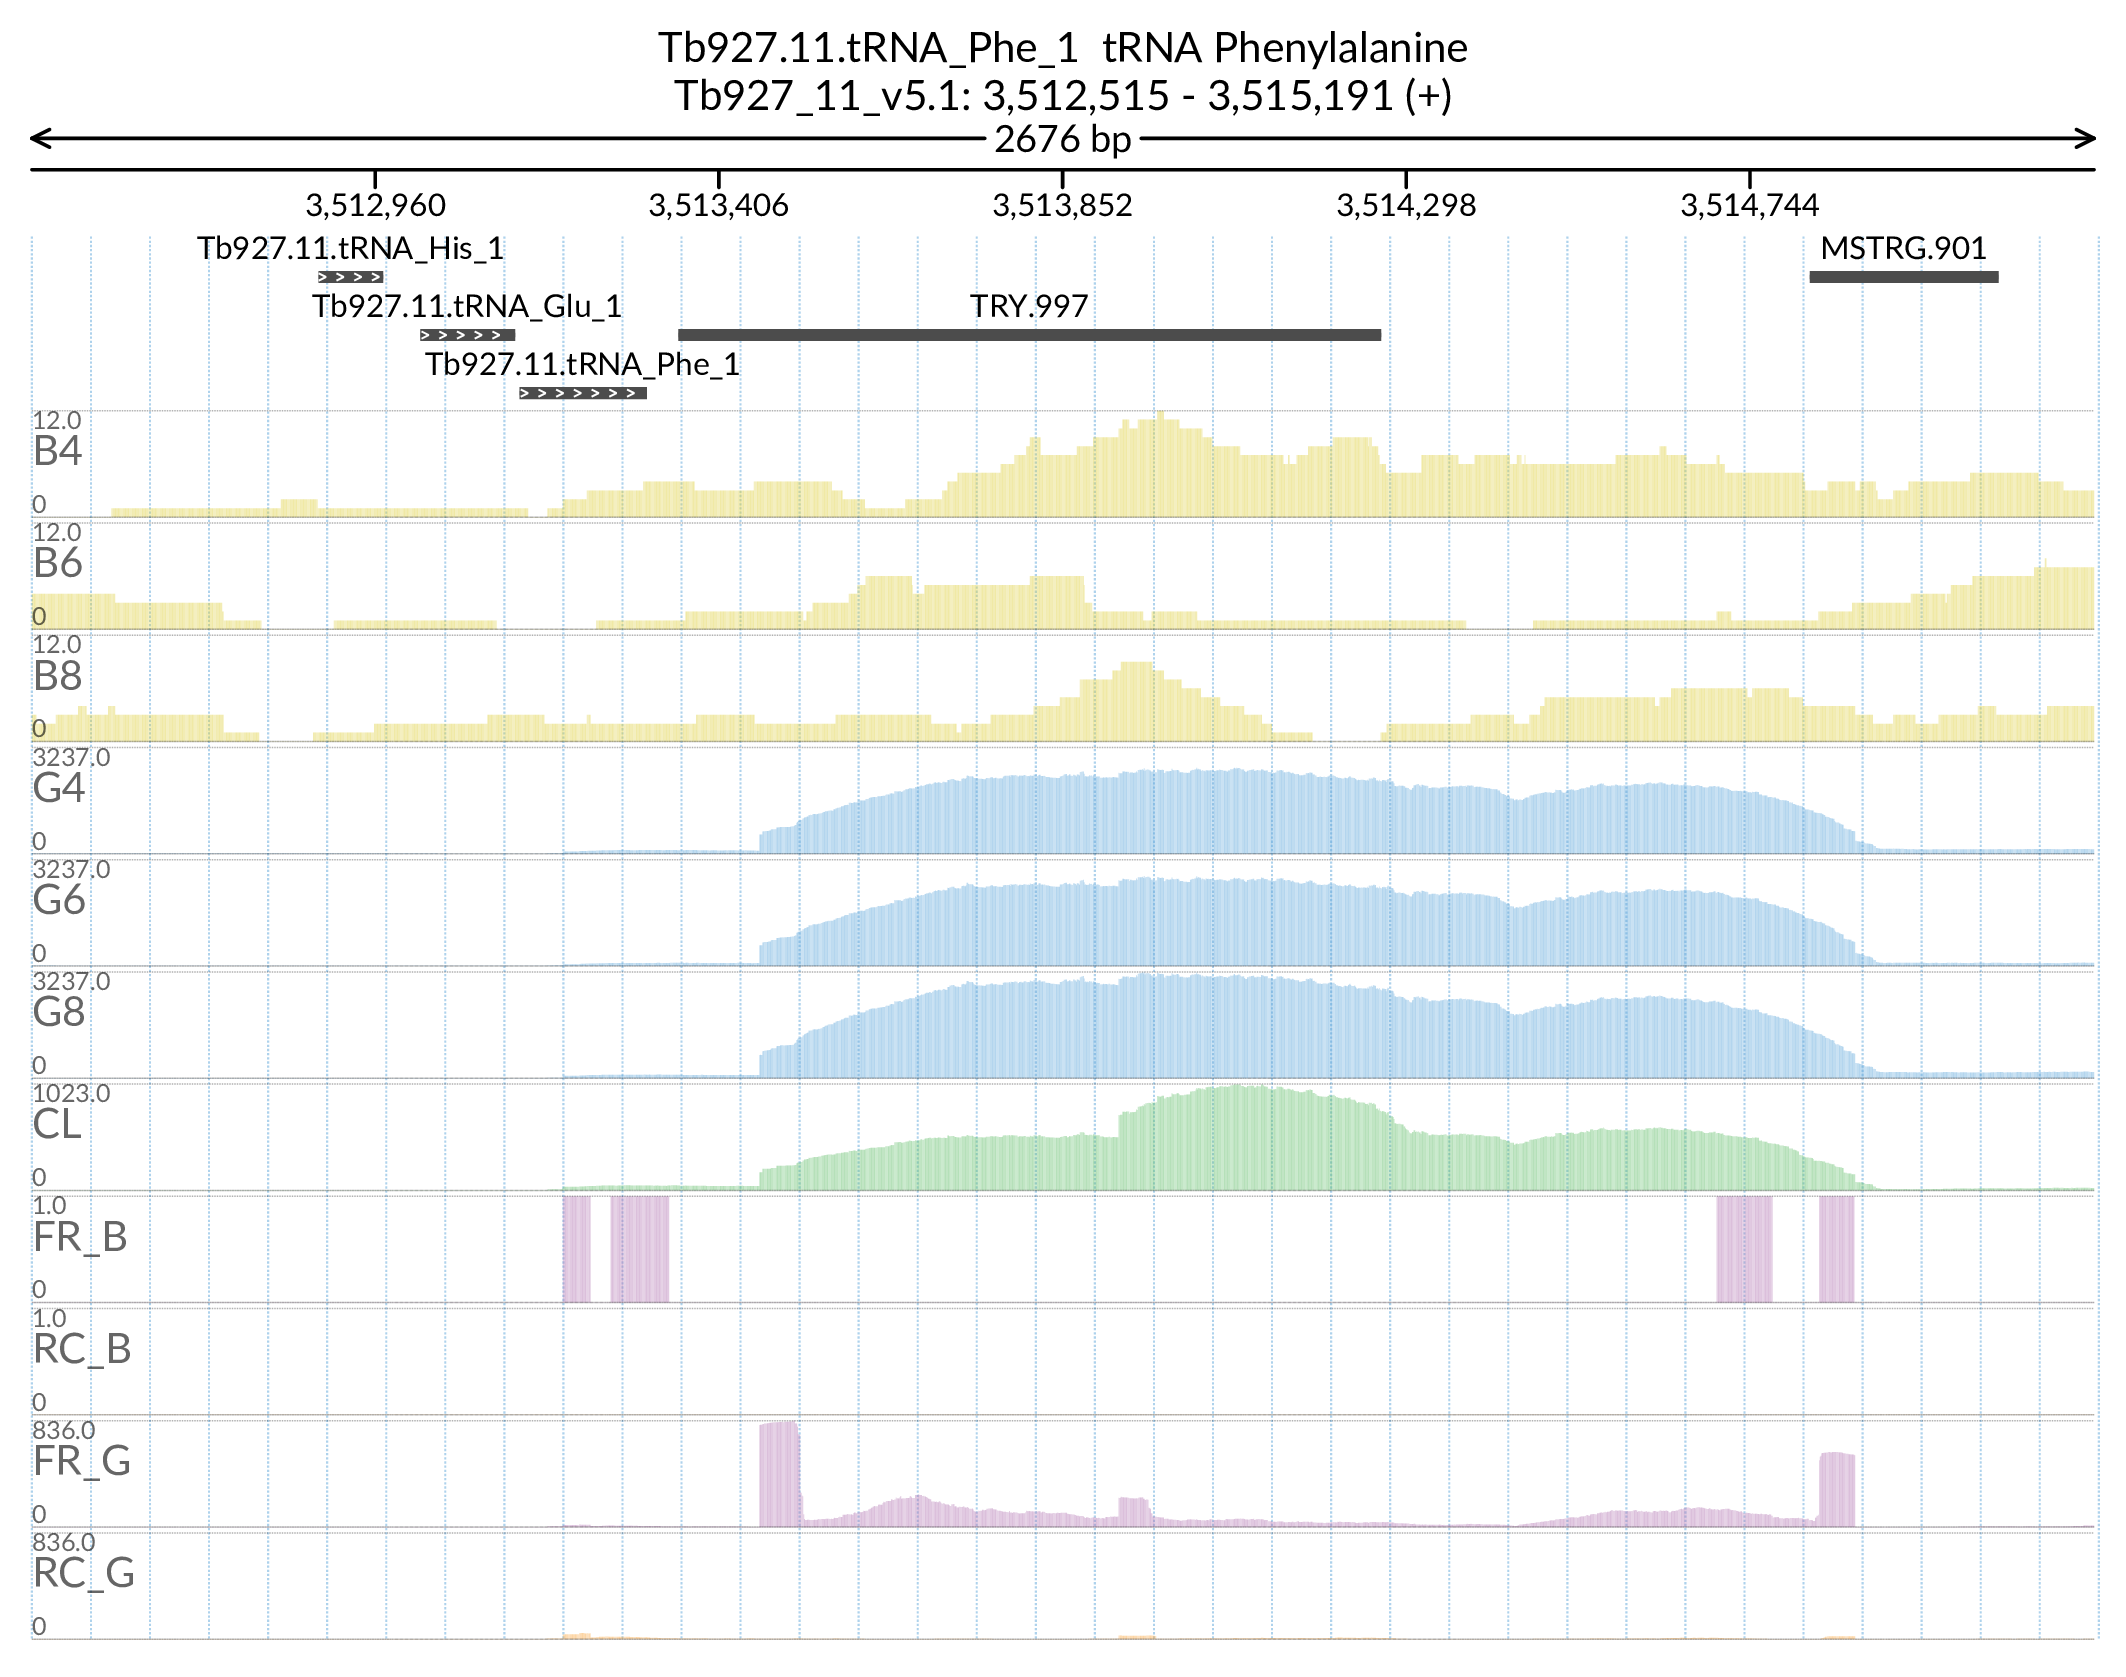 Tb927.11.tRNA_Phe_1 tRNA Phenylalanine
Tb927_11_v5.1: 3,512,515 - 3,515,191 (+)
2676 bp
3,512,960 3,513,406 3,513,852 3,514,298 3,514,744
Tb927.11.tRNA_His_1 MSTRG.901
Tb927.11.tRNA_Glu_1 TRY.997
Tb927.11.tRNA_Phe_1
12.0
B4
0
12.0
B6
0
12.0
B8
0
3237.0
G4
0
3237.0
G6
0
3237.0
G8
0
1023.0
CL
0
1.0
FR_B
0
1.0
RC_B
0
836.0
FR_G
0
836.0
RC_G
0